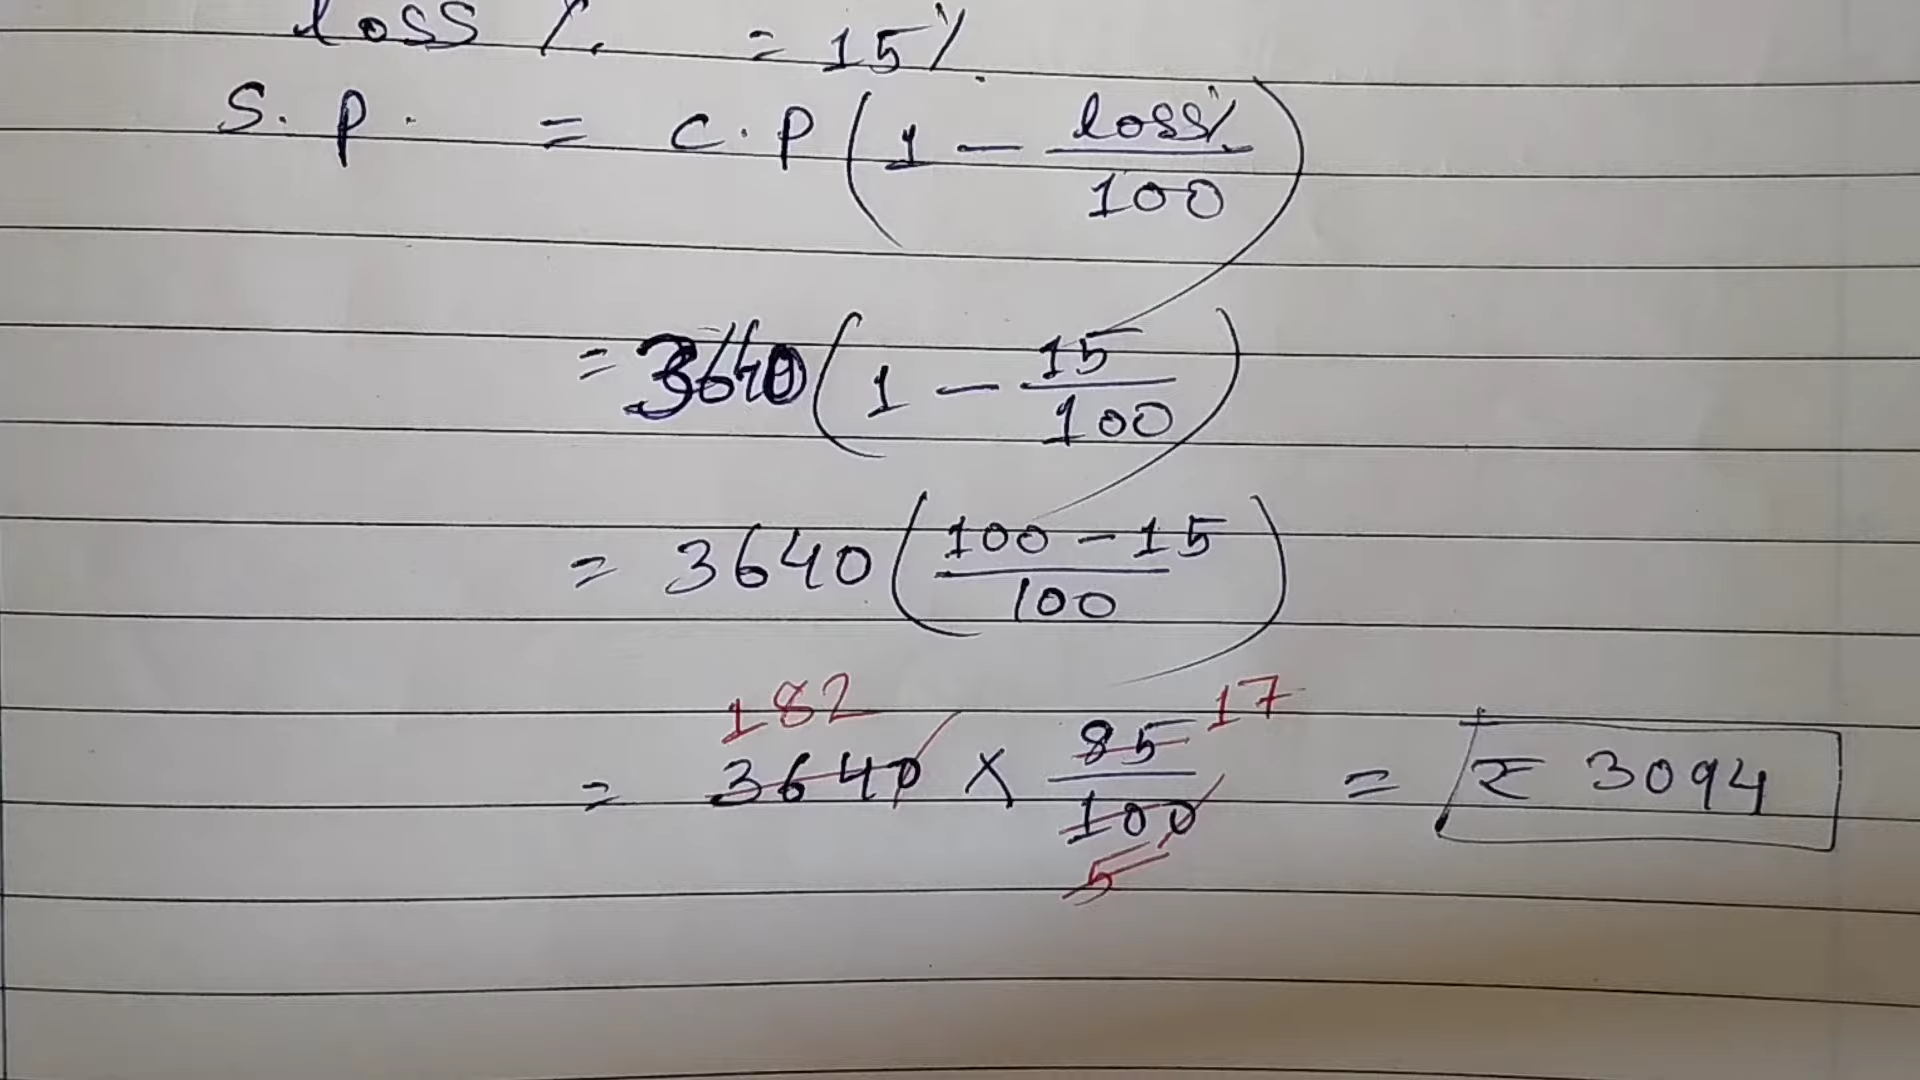 loss % = 15%.
S.p. = C.P (1 - loss% / 100)
= 3640 (1 - 15 / 100)
= 3640 (100 - 15 / 100)
182 17
= 3640 × 85 / 100 = ₹ 3094
5